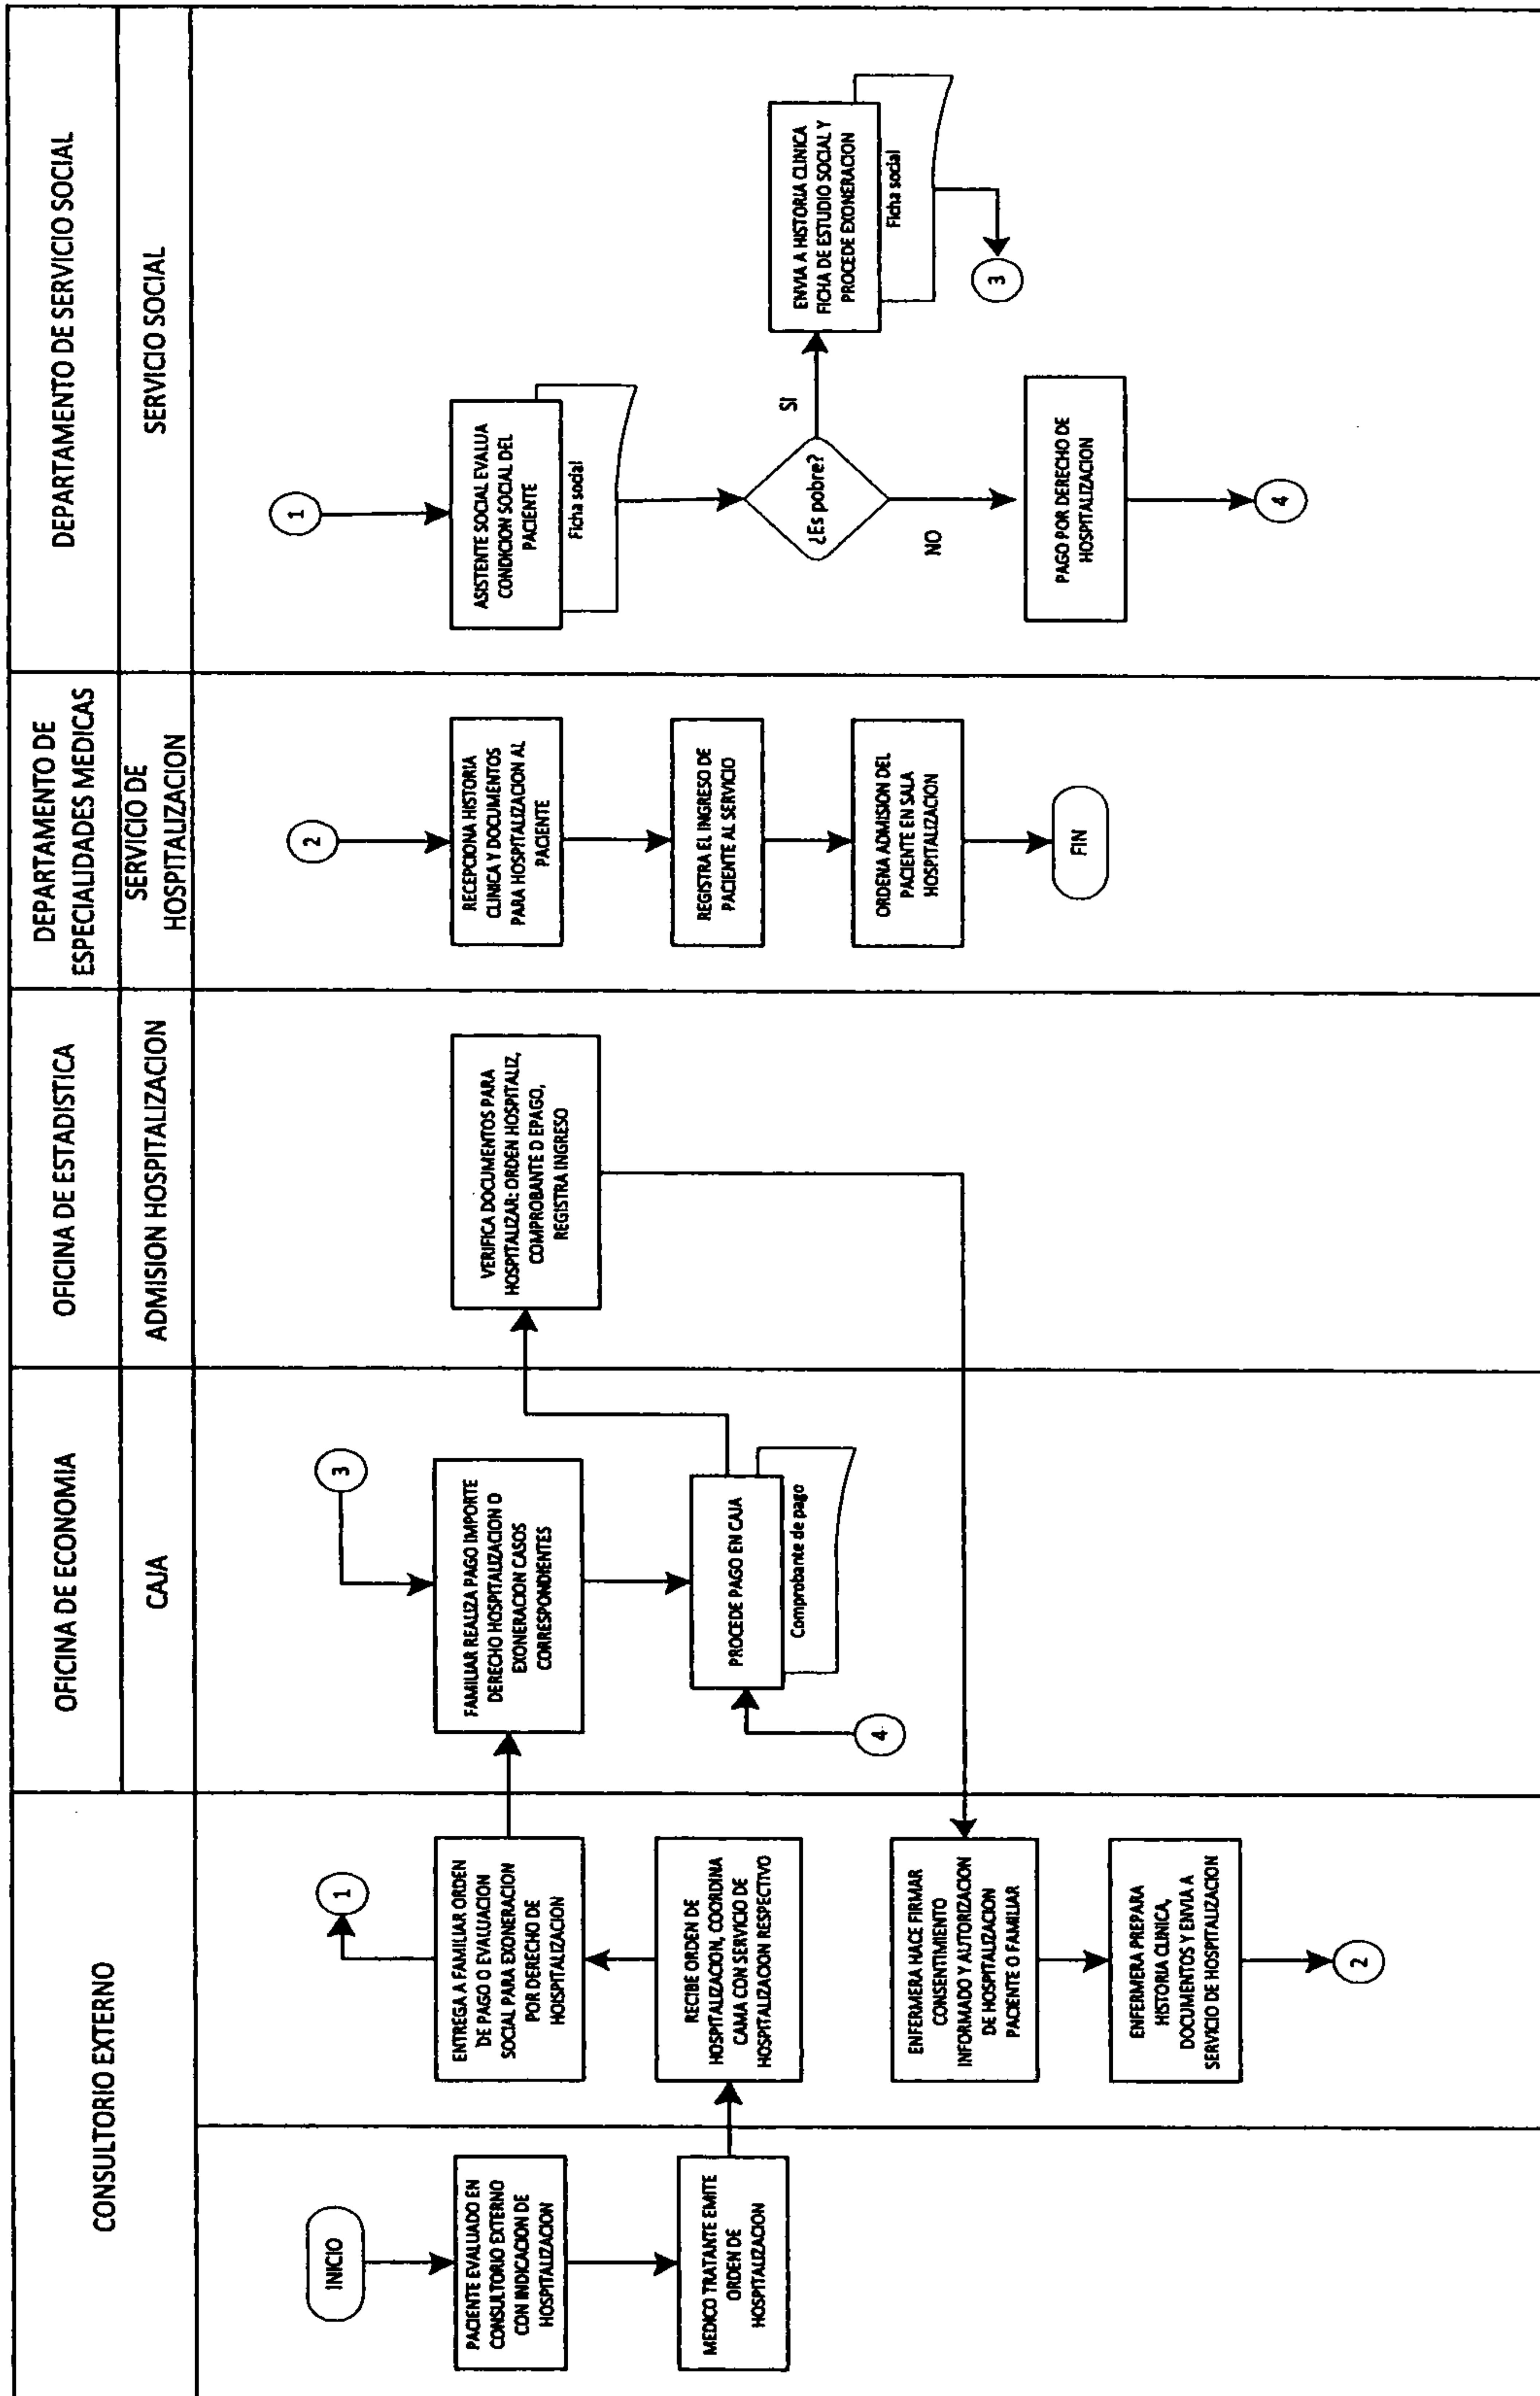 CONSULTORIO EXTERNO
OFICINA DE ECONOMIA
OFICINA DE ESTADISTICA
DEPARTAMENTO DE
ESPECIALIDADES MEDICAS
DEPARTAMENTO DE SERVICIO SOCIAL
CAJA
ADMISION HOSPITALIZACION
SERVICIO DE
HOSPITALIZACION
SERVICIO SOCIAL
INICIO
PACIENTE EVALUADO EN
CONSULTORIO EXTERNO
CON INDICACION DE
HOSPITALIZACION
MEDICO TRATANTE EMITE
ORDEN DE
HOSPITALIZACION
1
ENTREGA A FAMILIAR ORDEN
DE PAGO O EVALUACION
SOCIAL PARA EXONERACION
POR DERECHO DE
HOISPITALIZACION
RECIBE ORDEN DE
HOSPITALIZACION, COORDINA
CAMA CON SERVICIO DE
HOSPITALIZACION RESPECTIVO
ENFERMERA HACE FIRMAR
CONSENTIMIENTO
INFORMADO Y AUTORIZACION
DE HOSPITALIZACION
PACIENTE O FAMILIAR
ENFERMERA PREPARA
HISTORIA CLINICA,
DOCUMENTOS Y ENVIA A
SERVICIO DE HOSPITALIZACION
2
3
FAMILIAR REALIZA PAGO IMPORTE
DERECHO HOSPITALIZACION O
EXONERACION CASOS
CORRESPONDIENTES
PROCEDE PAGO EN CAJA
Comprobante de pago
4
VERIFICA DOCUMENTOS PARA
HOSPITALIZAR: ORDEN HOSPITALIZ,
COMPROBANTE D EPAGO,
REGISTRA INGRESO
2
RECEPCIONA HISTORIA
CLINICA Y DOCUMENTOS
PARA HOSPITALIZACION AL
PACIENTE
REGISTRA EL INGRESO DE
PACIENTE AL SERVICIO
ORDENA ADMISION DEL
PACIENTE EN SALA
HOSPITALIZACION
FIN
1
ASISTENTE SOCIAL EVALUA
CONDICION SOCIAL DEL
PACIENTE
Ficha social
¿Es pobre?
SI
NO
ENVIA A HISTORIA CLINICA
FICHA DE ESTUDIO SOCIAL Y
PROCEDE EXONERACION
Ficha social
3
PAGO POR DERECHO DE
HOSPITALIZACION
4